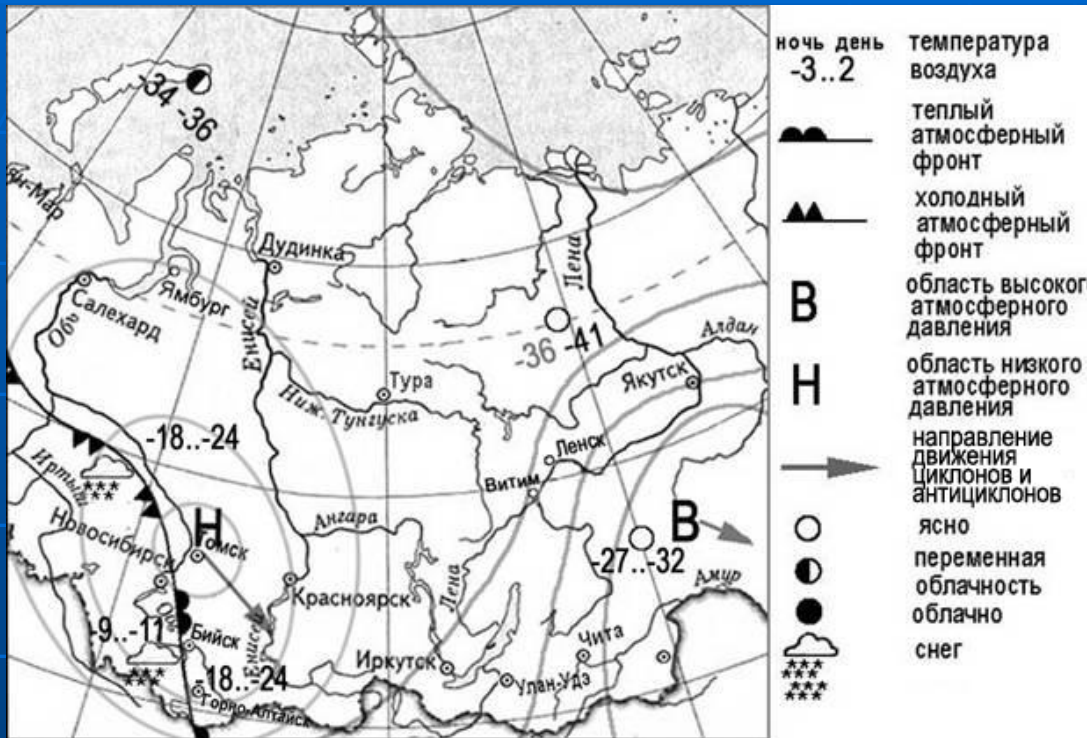 -34 -36
Дудинка
Ямбург
Салехард
Обь
Енисей
Лена
-36 -41
Алдан
Якутск
Тура
Ниж. Тунгуска
-18..-24
Иртыш
Ленск
Витим
Н
В
Новосибирск
Томск
Ангара
-27..-32
Обь
Красноярск
Лена
Амур
-9..-11
Бийск
Енисей
Чита
Иркутск
Улан-Удэ
-18..-24
Горно-Алтайск
ночь день температура
-3..2 воздуха
теплый
атмосферный
фронт
холодный
атмосферный
фронт
В область высокого
атмосферного
давления
Н область низкого
атмосферного
давления
направление
движения
циклонов и
антициклонов
ясно
переменная
облачность
облачно
снег